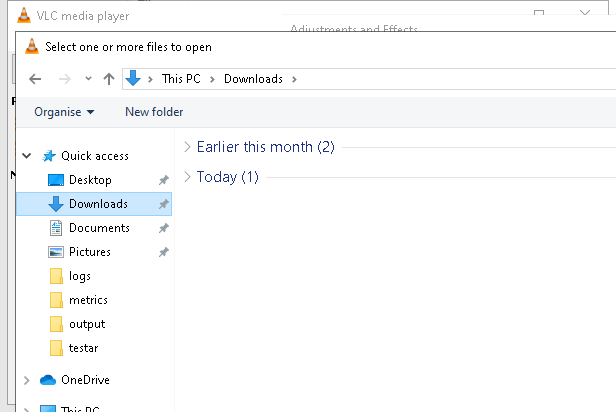 VLC media player
Adjustments and Effects
Select one or more files to open
This PC
Downloads
Organise
New folder
Quick access
Desktop
Downloads
Documents
Pictures
logs
metrics
output
testar
OneDrive
This PC
Earlier this month (2)
Today (1)